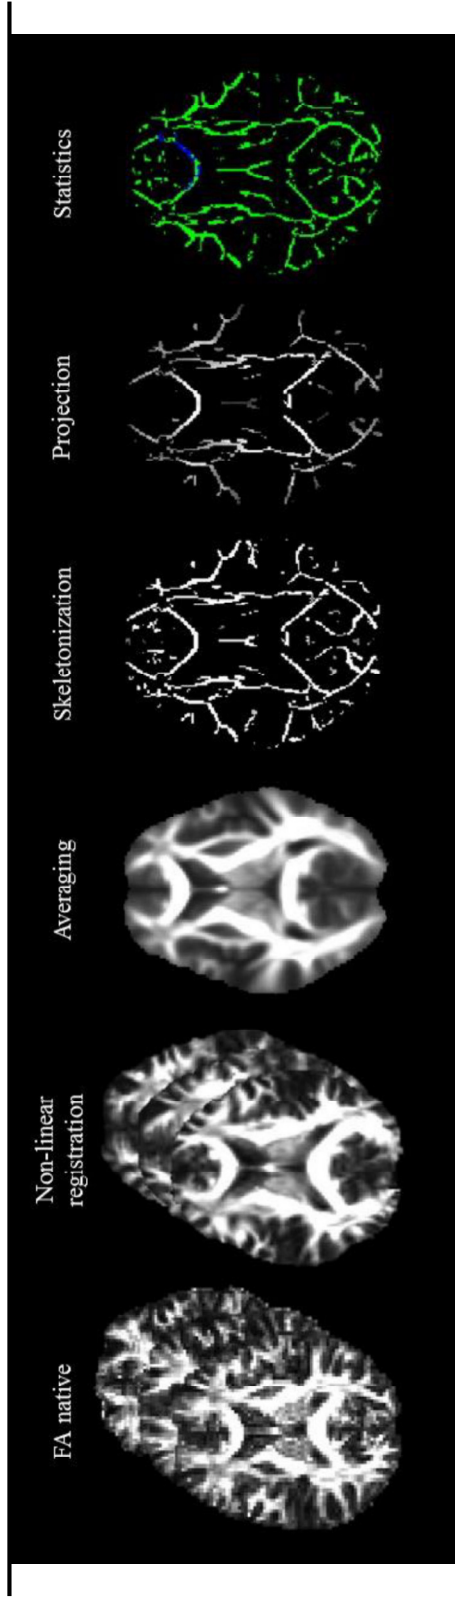 FA native
Non-linear
registration
Averaging
Skeletonization
Projection
Statistics